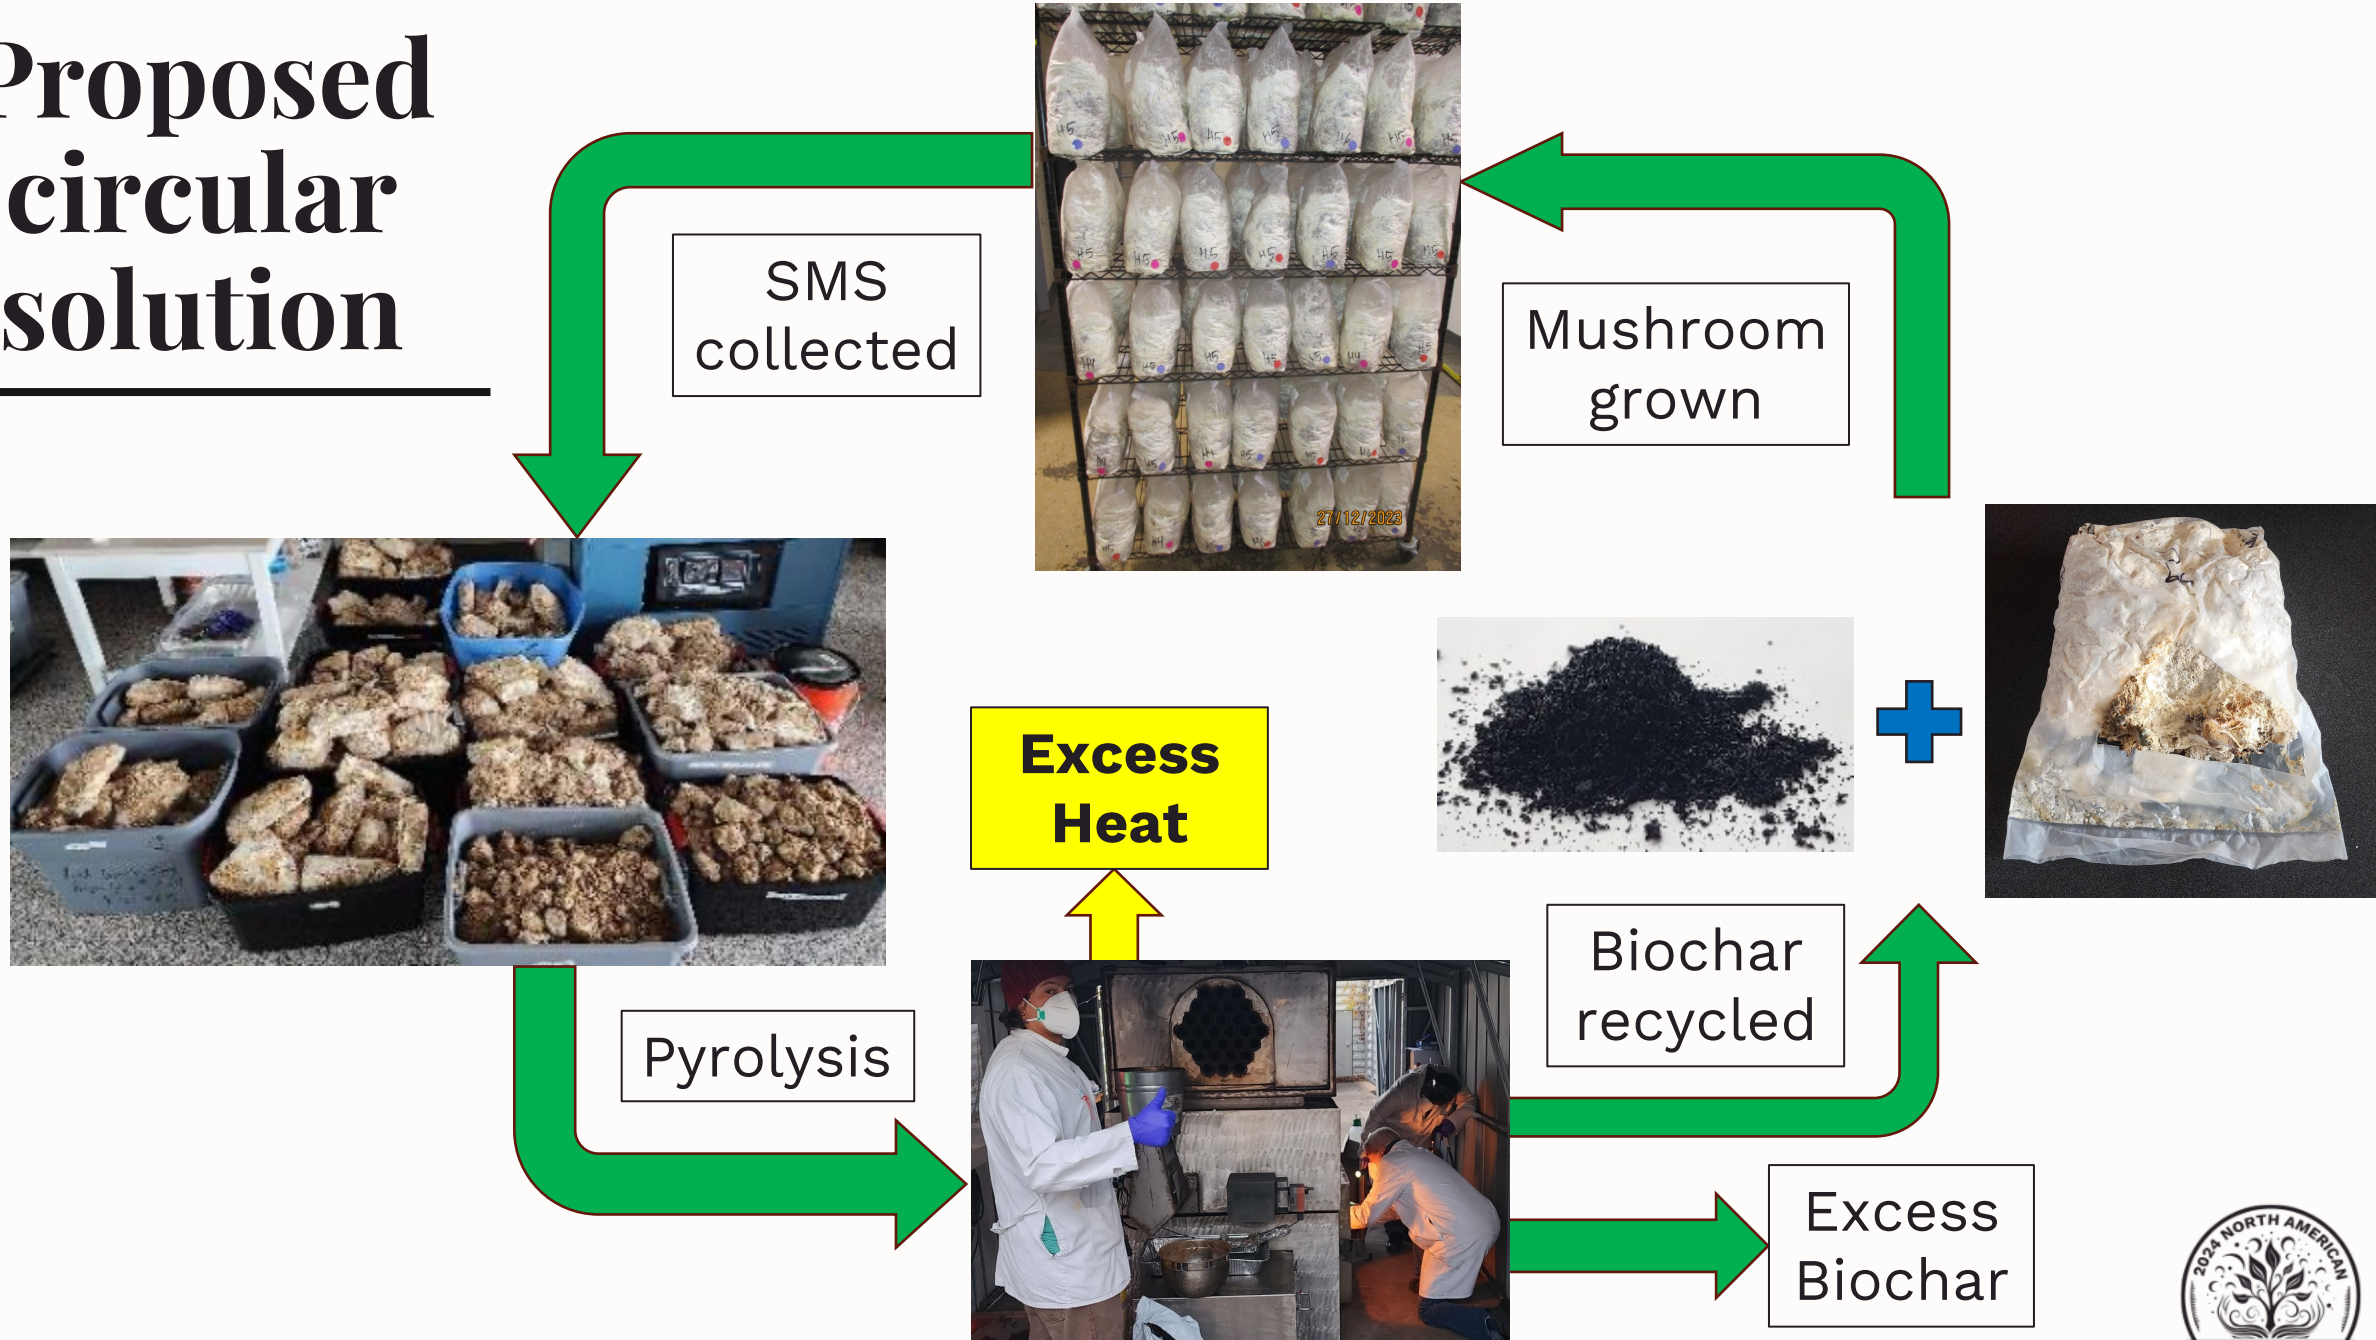 Proposed
circular
solution
SMS
collected
Mushroom
grown
27/12/2023
Excess
Heat
Pyrolysis
Biochar
recycled
Excess
Biochar
2024 NORTH AMERICAN